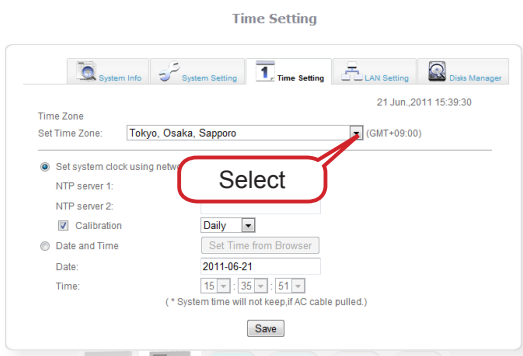 Time Setting
System Info System Setting Time Setting LAN Setting Disks Manager
21 Jun.,2011 15:39:30
Time Zone
Set Time Zone: Tokyo, Osaka, Sapporo (GMT+09:00)
Set system clock using netwo
Select
NTP server 1:
NTP server 2:
Calibration Daily
Date and Time Set Time from Browser
Date: 2011-06-21
Time: 15 : 35 : 51
( * System time will not keep,if AC cable pulled.)
Save